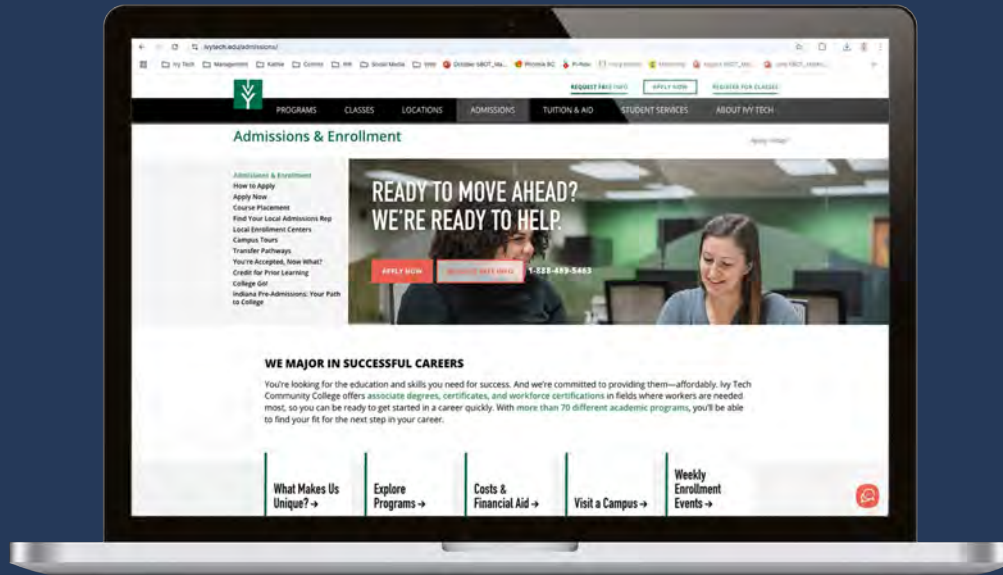 ivytech.edu/admissions/
Ivy Tech Management Kathie Comms HR Social Media Web October SBOT_Ma... Phronix BC
REQUEST FREE INFO APPLY NOW REGISTER FOR CLASSES
PROGRAMS CLASSES LOCATIONS ADMISSIONS TUITION & AID STUDENT SERVICES ABOUT IVY TECH
Admissions & Enrollment
Admissions & Enrollment
How to Apply
Apply Now
Course Placement
Find Your Local Admissions Rep
Local Enrollment Centers
Campus Tours
Transfer Pathways
You're Accepted, Now What?
Credit for Prior Learning
College Go!
Indiana Pre-Admissions: Your Path
to College
READY TO MOVE AHEAD?
WE'RE READY TO HELP.
APPLY NOW REQUEST FREE INFO 1-888-489-5463
WE MAJOR IN SUCCESSFUL CAREERS
You're looking for the education and skills you need for success. And we're committed to providing them—affordably. Ivy Tech
Community College offers associate degrees, certificates, and workforce certifications in fields where workers are needed
most, so you can be ready to get started in a career quickly. With more than 70 different academic programs, you'll be able
to find your fit for the next step in your career.
What Makes Us
Unique? →
Explore
Programs →
Costs &
Financial Aid →
Visit a Campus →
Weekly
Enrollment
Events →